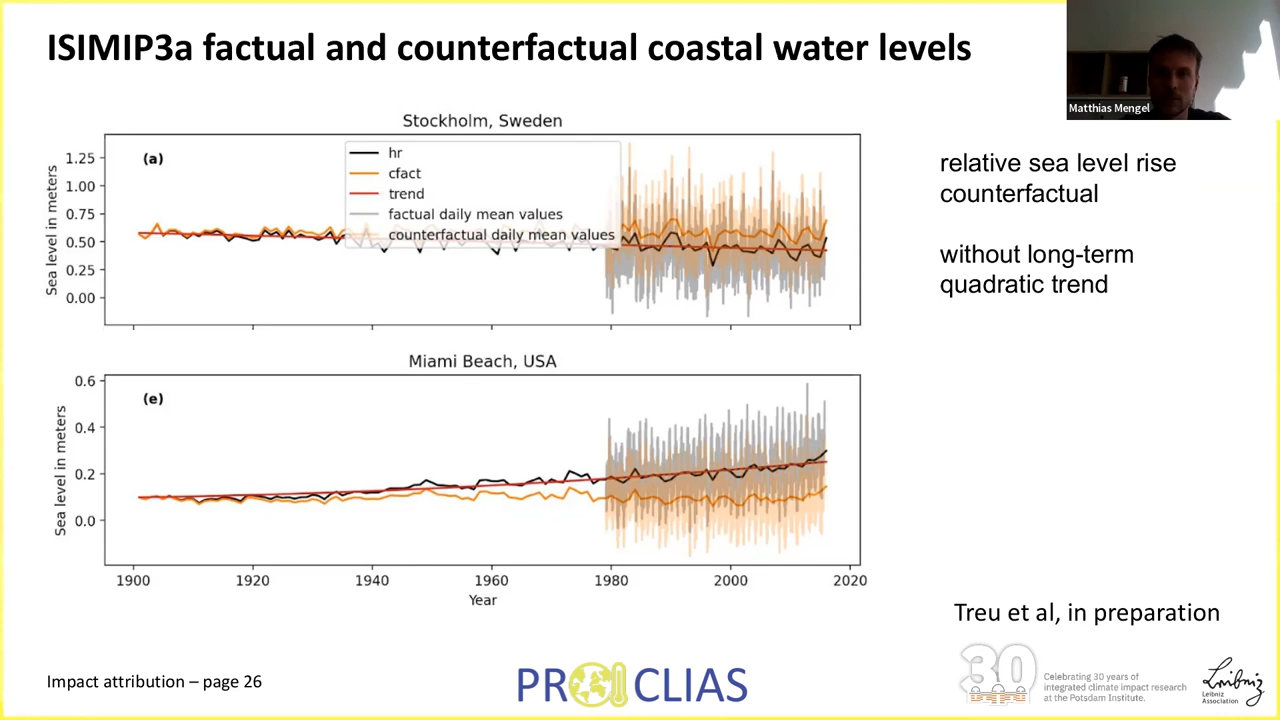 ISIMIP3a factual and counterfactual coastal water levels
Matthias Mengel
Stockholm, Sweden
(a)
hr
cfact
trend
factual daily mean values
counterfactual daily mean values
Sea level in meters
1.25
1.00
0.75
0.50
0.25
0.00
relative sea level rise
counterfactual
without long-term
quadratic trend
Miami Beach, USA
(e)
Sea level in meters
0.6
0.4
0.2
0.0
1900 1920 1940 1960 1980 2000 2020
Year
Treu et al, in preparation
Impact attribution – page 26
PROCLIAS
30
Celebrating 30 years of
integrated climate impact research
at the Potsdam Institute.
Leibniz
Leibniz
Association